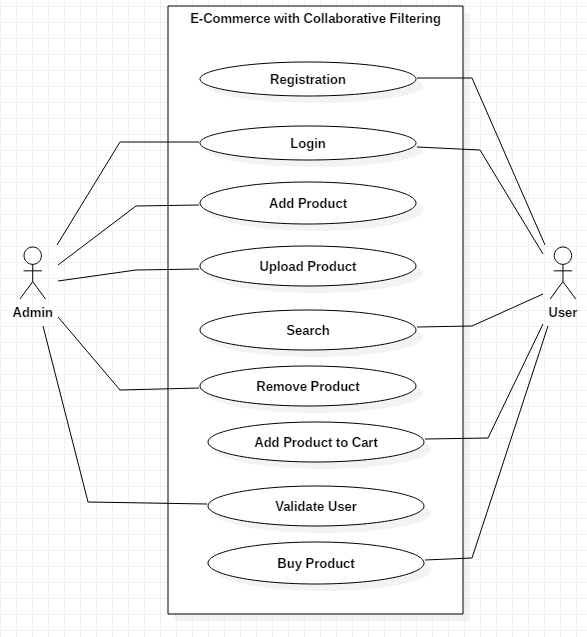 E-Commerce with Collaborative Filtering
Registration
Login
Add Product
Upload Product
Admin
User
Search
Remove Product
Add Product to Cart
Validate User
Buy Product